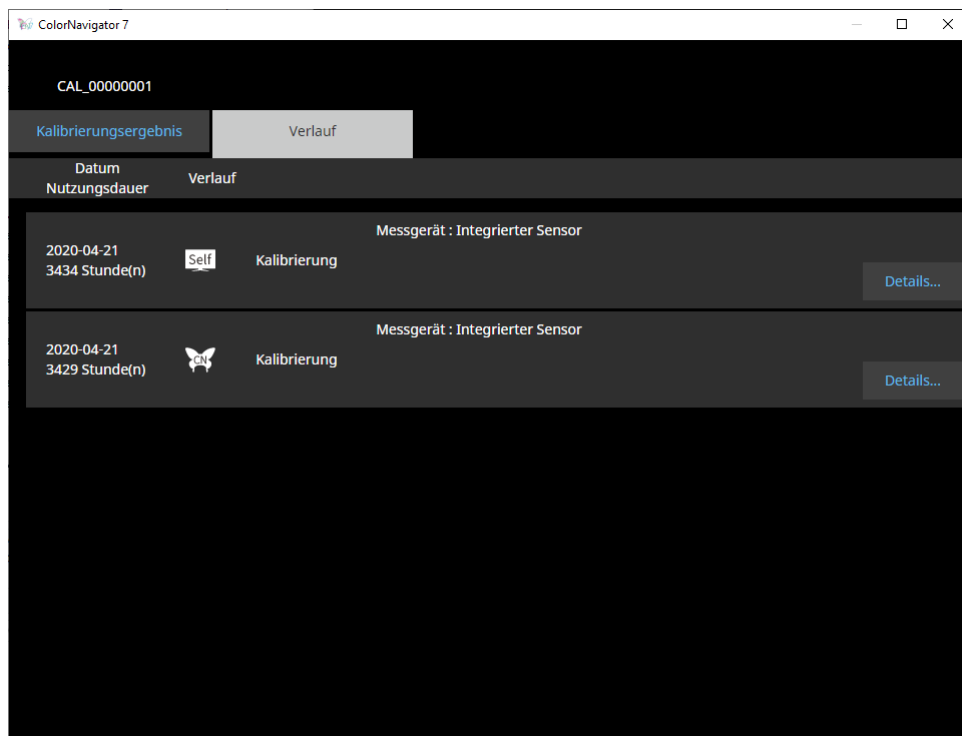 ColorNavigator 7
CAL_00000001
Kalibrierungsergebnis Verlauf
Datum
Nutzungsdauer
Verlauf
Messgerät : Integrierter Sensor
2020-04-21
3434 Stunde(n)
Self
Kalibrierung
Details...
Messgerät : Integrierter Sensor
2020-04-21
3429 Stunde(n)
CN
Kalibrierung
Details...